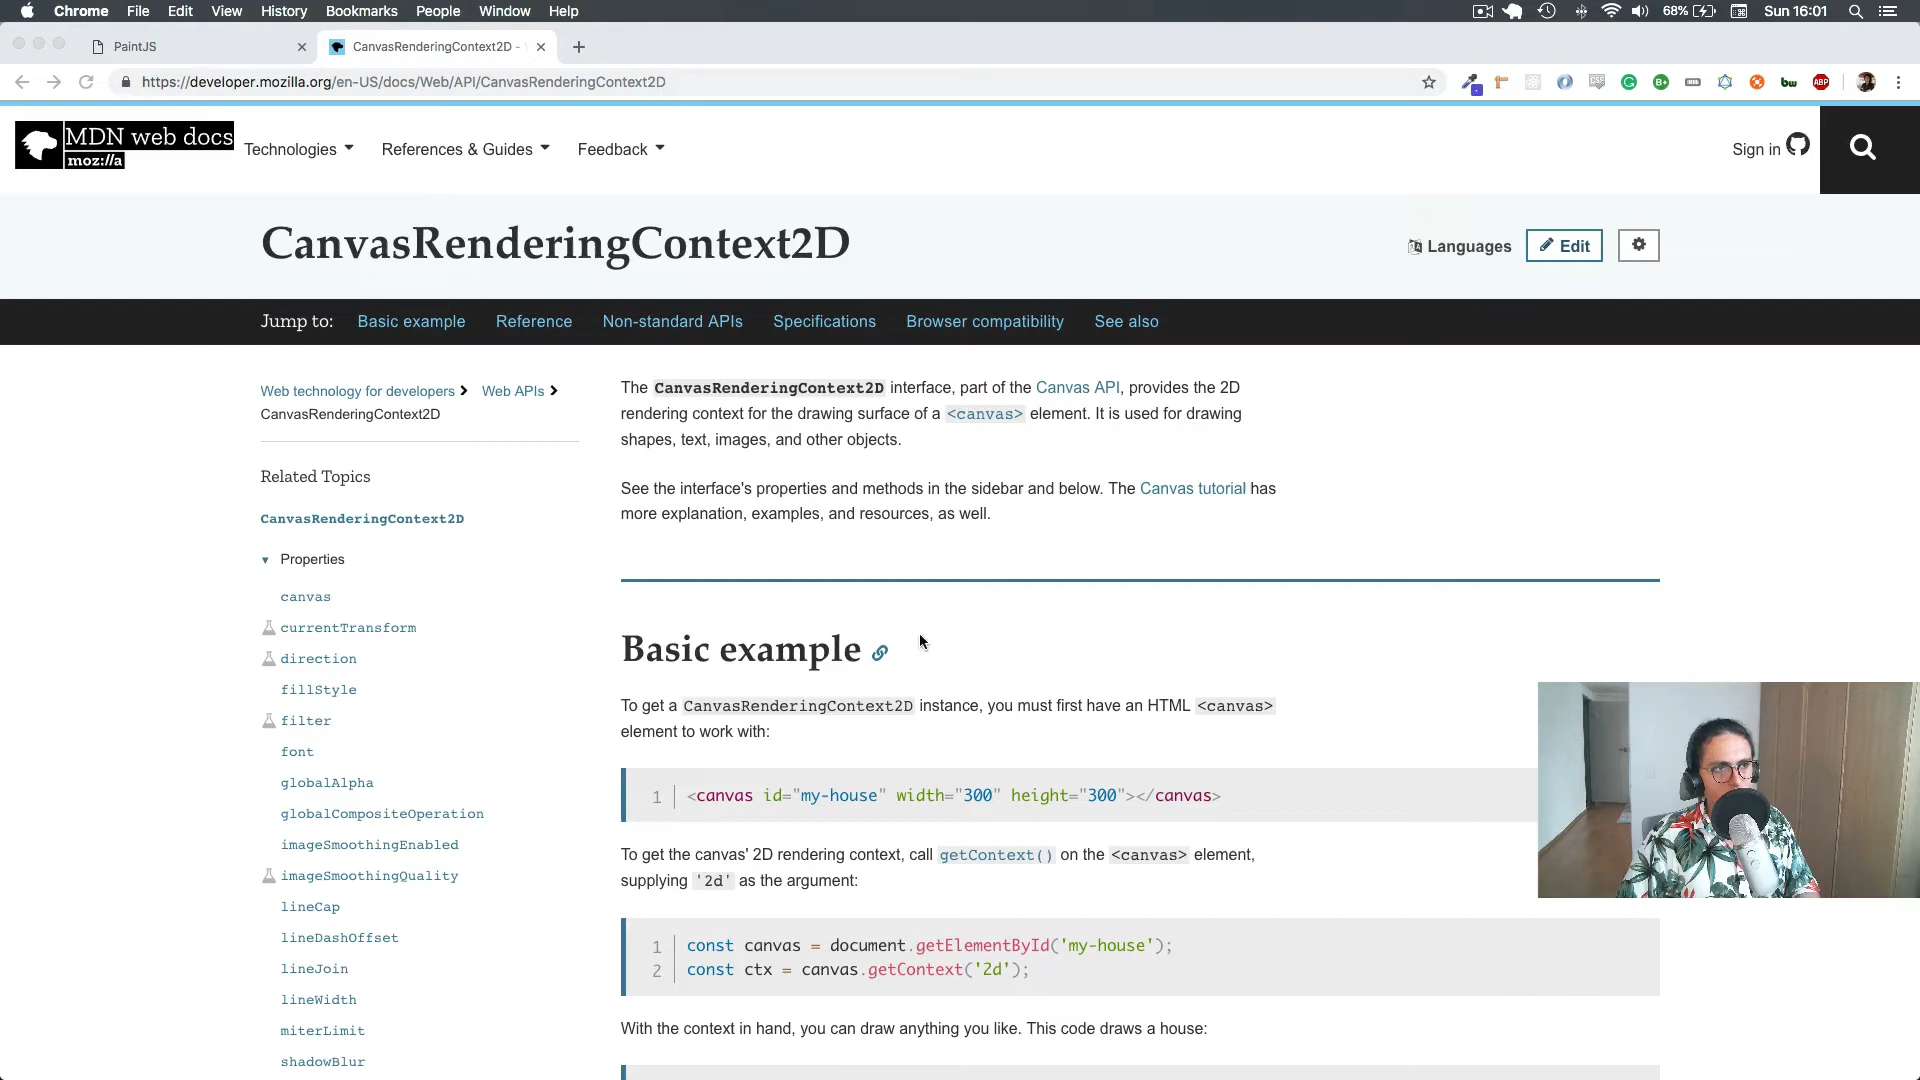 Chrome File Edit View History Bookmarks People Window Help 68% Sun 16:01
PaintJS
CanvasRenderingContext2D -
https://developer.mozilla.org/en-US/docs/Web/API/CanvasRenderingContext2D
ABP
MDN web docs
moz://a
Technologies References & Guides Feedback
Sign in
CanvasRenderingContext2D
Languages Edit
Jump to: Basic example Reference Non-standard APIs Specifications Browser compatibility See also
Web technology for developers Web APIs
CanvasRenderingContext2D
Related Topics
CanvasRenderingContext2D
Properties
canvas
currentTransform
direction
fillStyle
filter
font
globalAlpha
globalCompositeOperation
imageSmoothingEnabled
imageSmoothingQuality
lineCap
lineDashOffset
lineJoin
lineWidth
miterLimit
shadowBlur
The CanvasRenderingContext2D interface, part of the Canvas API, provides the 2D
rendering context for the drawing surface of a <canvas> element. It is used for drawing
shapes, text, images, and other objects.
See the interface's properties and methods in the sidebar and below. The Canvas tutorial has
more explanation, examples, and resources, as well.
Basic example
To get a CanvasRenderingContext2D instance, you must first have an HTML <canvas>
element to work with:
1 <canvas id="my-house" width="300" height="300"></canvas>
To get the canvas' 2D rendering context, call getContext() on the <canvas> element,
supplying '2d' as the argument:
1 const canvas = document.getElementById('my-house');
2 const ctx = canvas.getContext('2d');
With the context in hand, you can draw anything you like. This code draws a house: